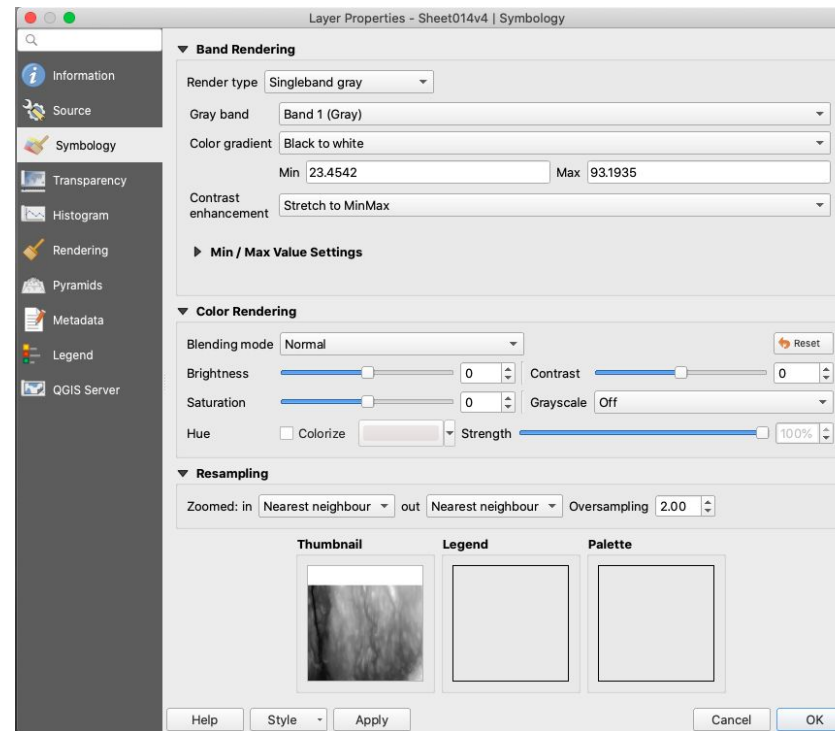 Layer Properties - Sheet014v4 | Symbology
Information
Source
Symbology
Transparency
Histogram
Rendering
Pyramids
Metadata
Legend
QGIS Server
Band Rendering
Render type Singleband gray
Gray band Band 1 (Gray)
Color gradient Black to white
Min 23.4542 Max 93.1935
Contrast
enhancement Stretch to MinMax
Min / Max Value Settings
Color Rendering
Blending mode Normal Reset
Brightness 0 Contrast 0
Saturation 0 Grayscale Off
Hue Colorize Strength 100%
Resampling
Zoomed: in Nearest neighbour out Nearest neighbour Oversampling 2.00
Thumbnail Legend Palette
Help Style Apply Cancel OK